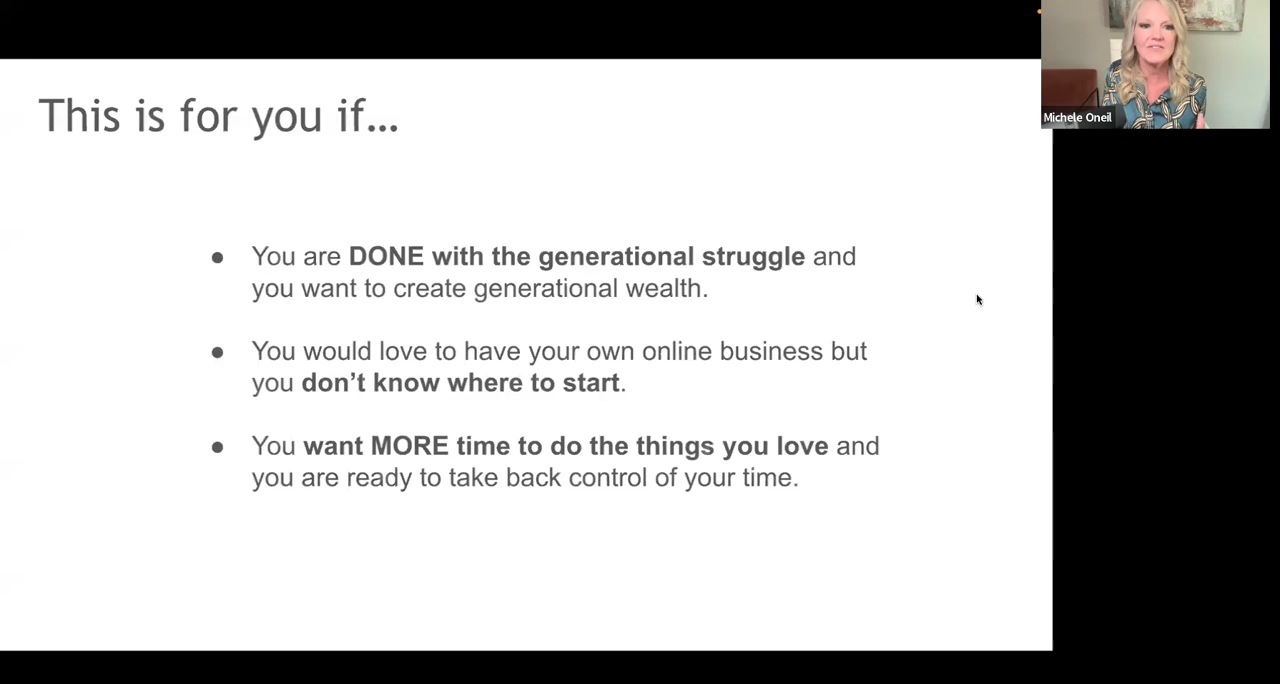 This is for you if...
● You are DONE with the generational struggle and
you want to create generational wealth.
● You would love to have your own online business but
you don’t know where to start.
● You want MORE time to do the things you love and
you are ready to take back control of your time.
Michele Oneil